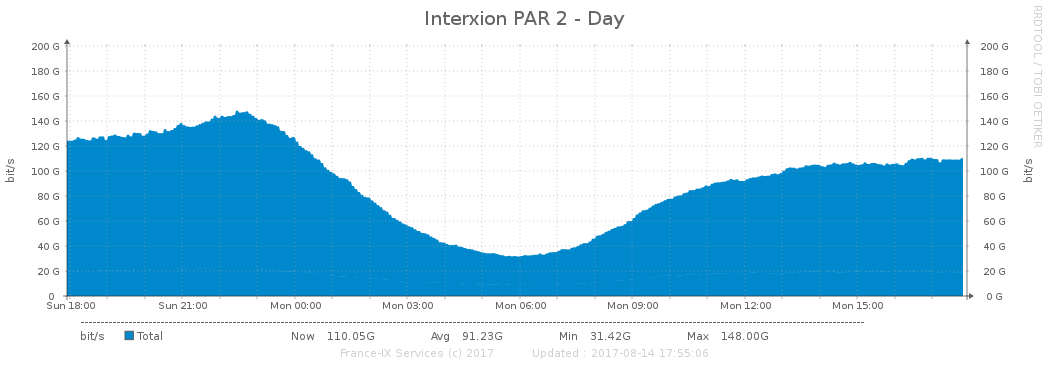 Interxion PAR 2 - Day
RRDTOOL / TOBI OETIKER
200 G 200 G
180 G 180 G
160 G 160 G
140 G 140 G
120 G 120 G
100 G 100 G
80 G 80 G
60 G 60 G
40 G 40 G
20 G 20 G
0 0 G
bit/s bit/s
Sun 18:00 Sun 21:00 Mon 00:00 Mon 03:00 Mon 06:00 Mon 09:00 Mon 12:00 Mon 15:00
bit/s Total Now 110.05G Avg 91.23G Min 31.42G Max 148.00G
France-IX Services (c) 2017 Updated : 2017-08-14 17:55:06